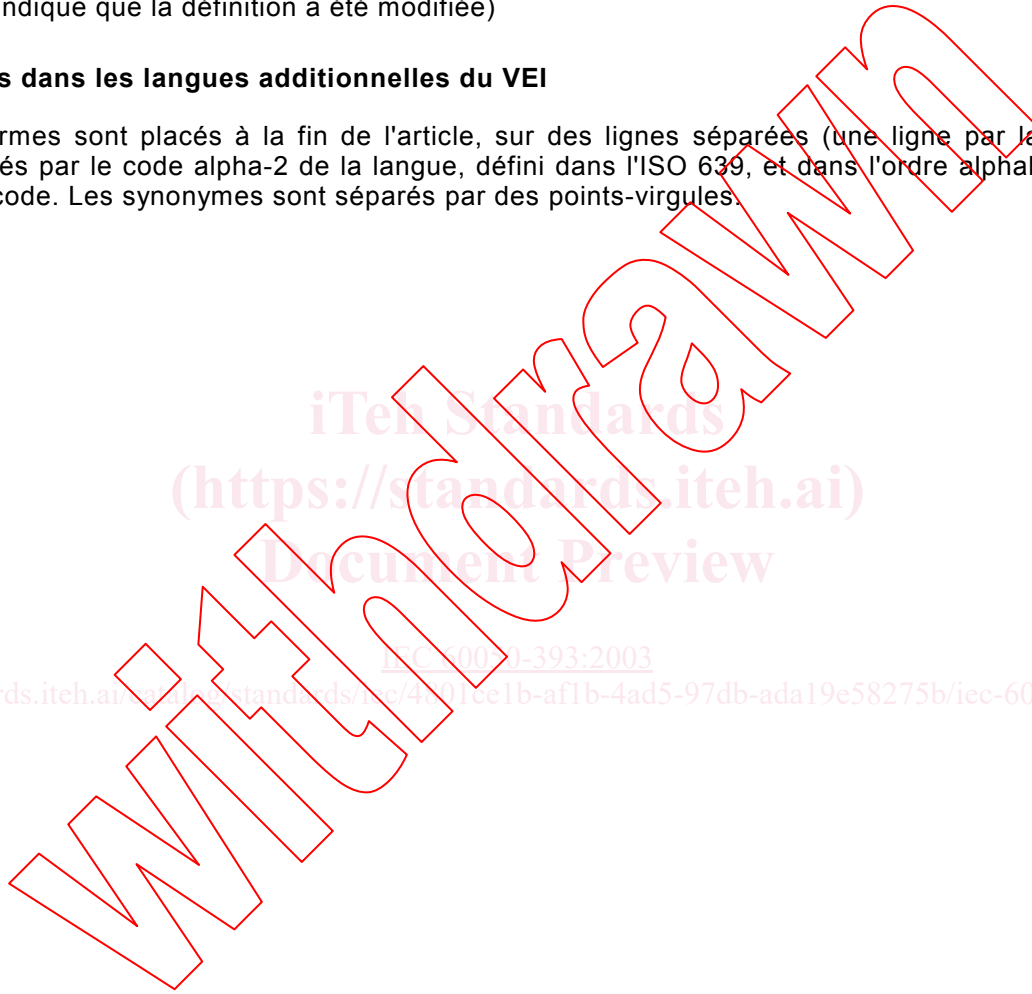 ndique que la définition a été modifiée)
s dans les langues additionnelles du VEI
rmes sont placés à la fin de l'article, sur des lignes séparées (une ligne par la
és par le code alpha-2 de la langue, défini dans l'ISO 639, et dans l'ordre alphal
code. Les synonymes sont séparés par des points-virgules.
iTeh Standards
(https://standards.iteh.ai)
Document Preview
IEC 60050-393:2003
rds.iteh.ai/catalog/standards/iec/4801ce1b-af1b-4ad5-97db-ada19e58275b/iec-60
withdrawn